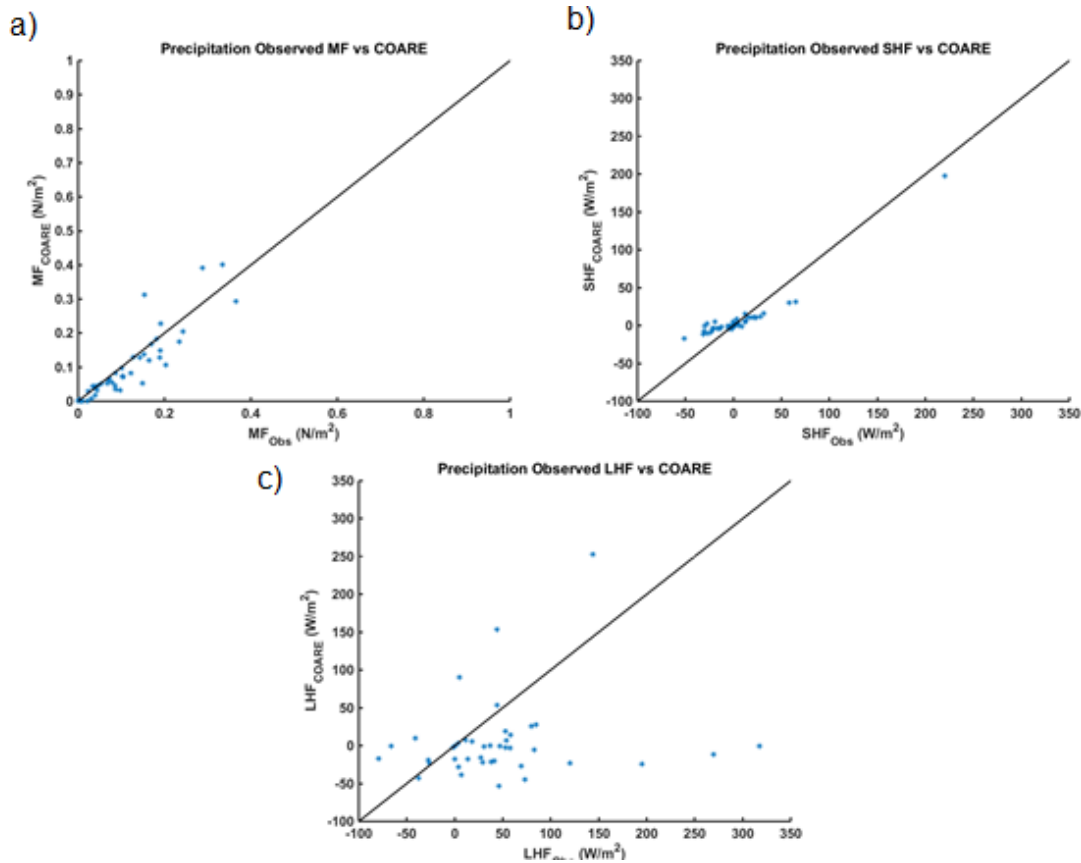 a)
Precipitation Observed MF vs COARE
1
0.9
0.8
0.7
0.6
0.5
0.4
0.3
0.2
0.1
0
MF_COARE (N/m²)
0 0.2 0.4 0.6 0.8 1
MF_Obs (N/m²)
b)
Precipitation Observed SHF vs COARE
350
300
250
200
150
100
50
0
-50
-100
SHF_COARE (W/m²)
-100 -50 0 50 100 150 200 250 300 350
SHF_Obs (W/m²)
c)
Precipitation Observed LHF vs COARE
350
300
250
200
150
100
50
0
-50
-100
LHF_COARE (W/m²)
-100 -50 0 50 100 150 200 250 300 350
LHF_Obs (W/m²)